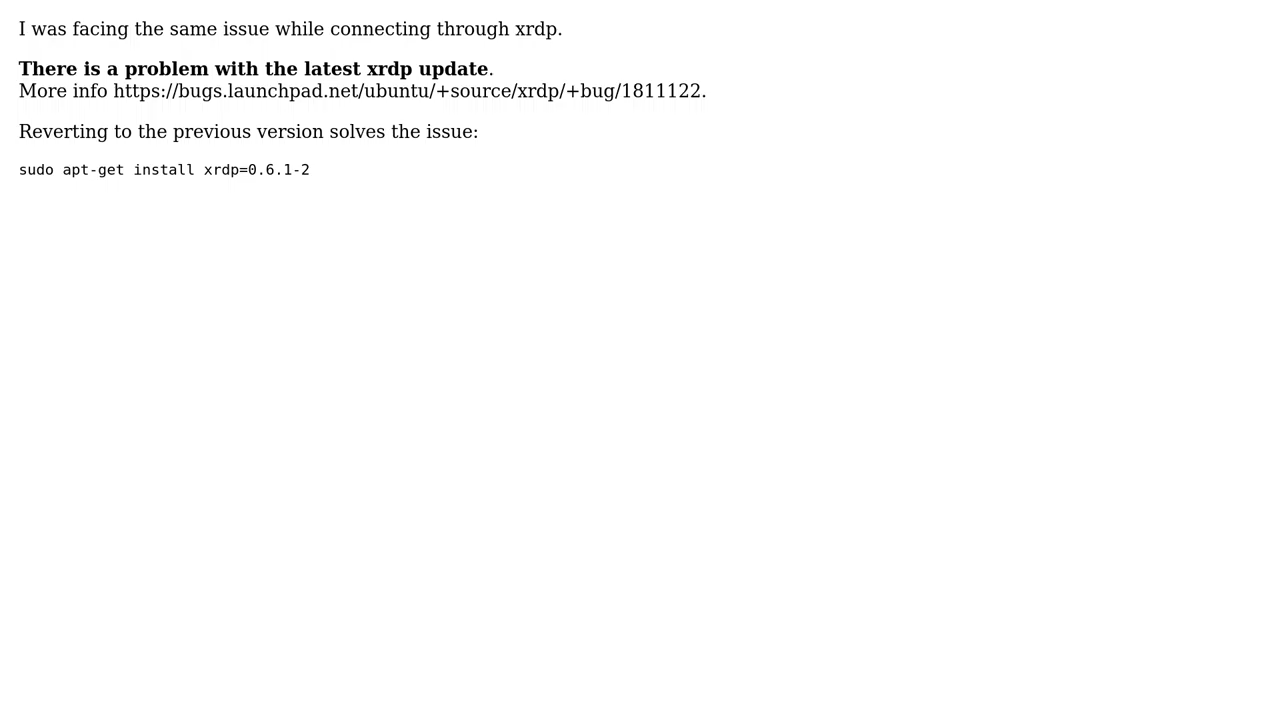 I was facing the same issue while connecting through xrdp.
There is a problem with the latest xrdp update.
More info https://bugs.launchpad.net/ubuntu/+source/xrdp/+bug/1811122.
Reverting to the previous version solves the issue:
sudo apt-get install xrdp=0.6.1-2